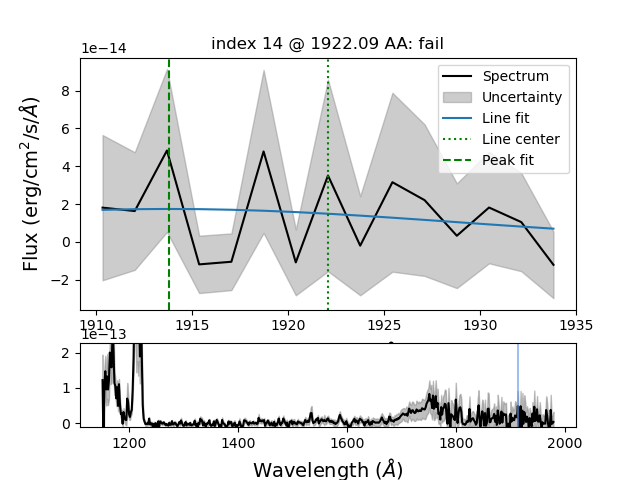 index 14 @ 1922.09 AA: fail
1e−14
Flux (erg/cm²/s/Å)
8
6
4
2
0
−2
Spectrum
Uncertainty
Line fit
Line center
Peak fit
1910 1915 1920 1925 1930 1935
1e−13
2
1
0
1200 1400 1600 1800 2000
Wavelength (Å)